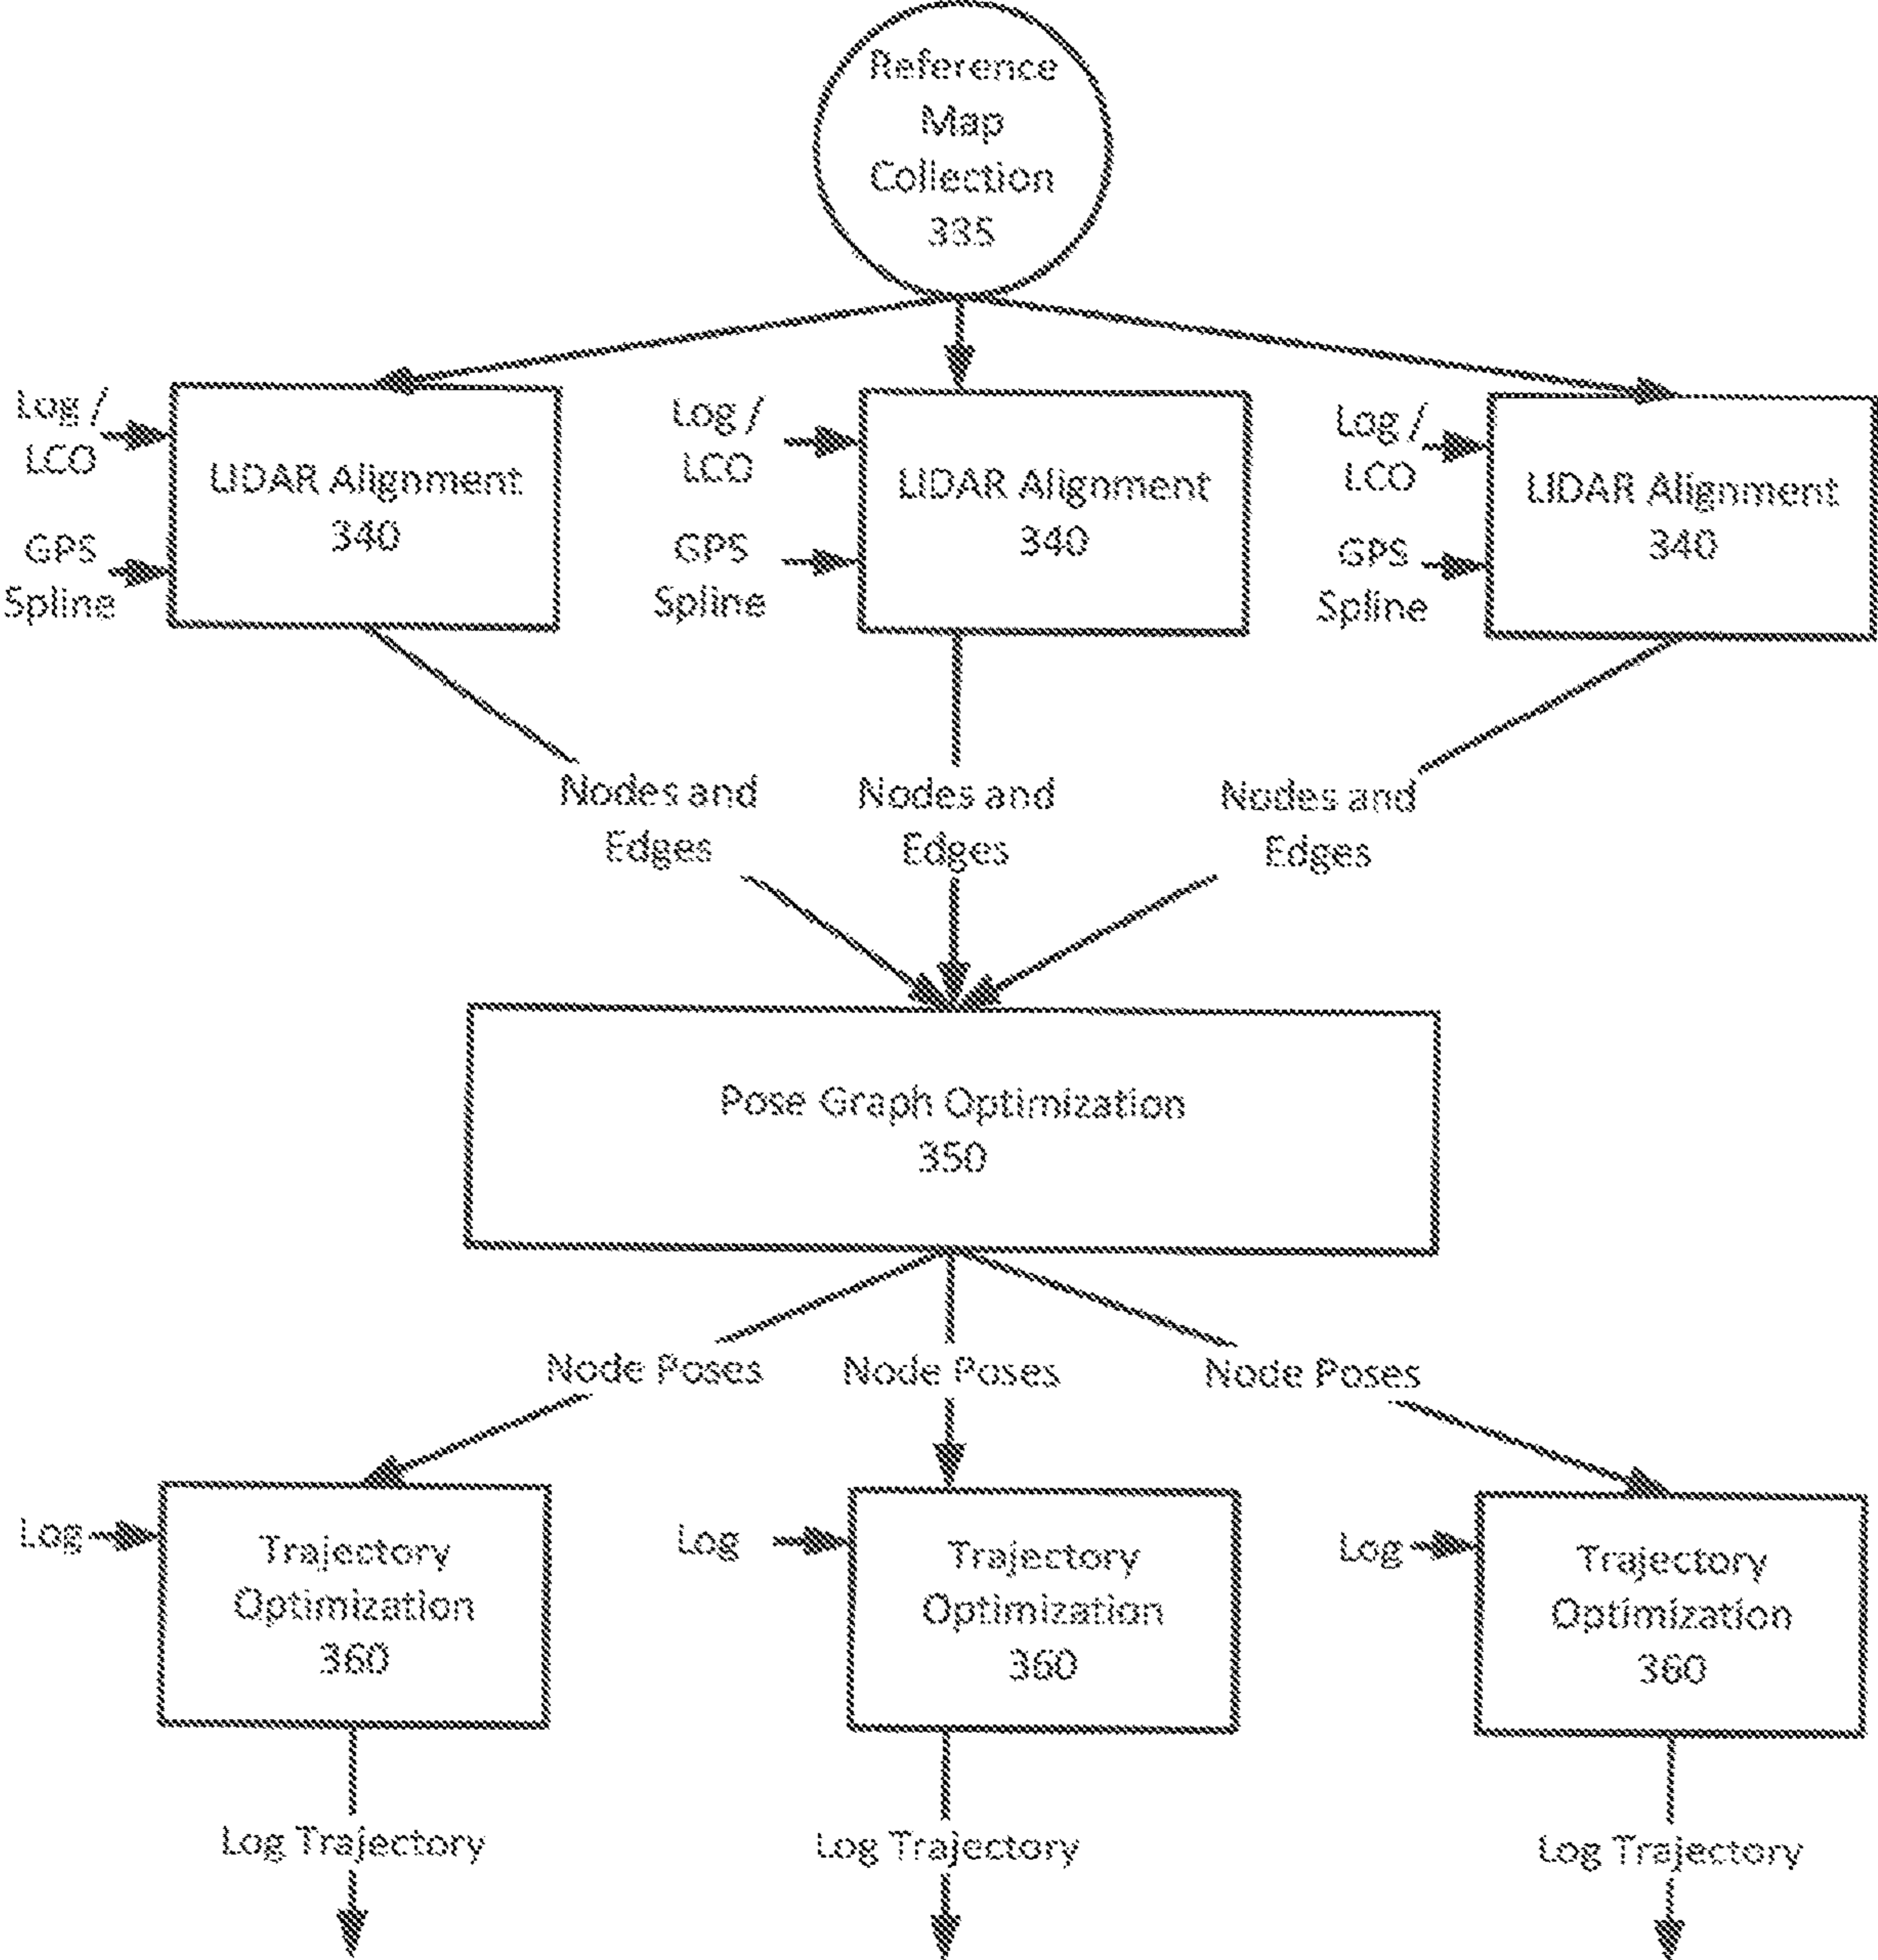 Reference
Map
Collection
335
Log /
LCO
GPS
Spline
LIDAR Alignment
340
Log /
LCO
GPS
Spline
LIDAR Alignment
340
Log /
LCO
GPS
Spline
LIDAR Alignment
340
Nodes and
Edges
Nodes and
Edges
Nodes and
Edges
Pose Graph Optimization
350
Node Poses
Node Poses
Node Poses
Log
Trajectory
Optimization
360
Log
Trajectory
Optimization
360
Log
Trajectory
Optimization
360
Log Trajectory
Log Trajectory
Log Trajectory